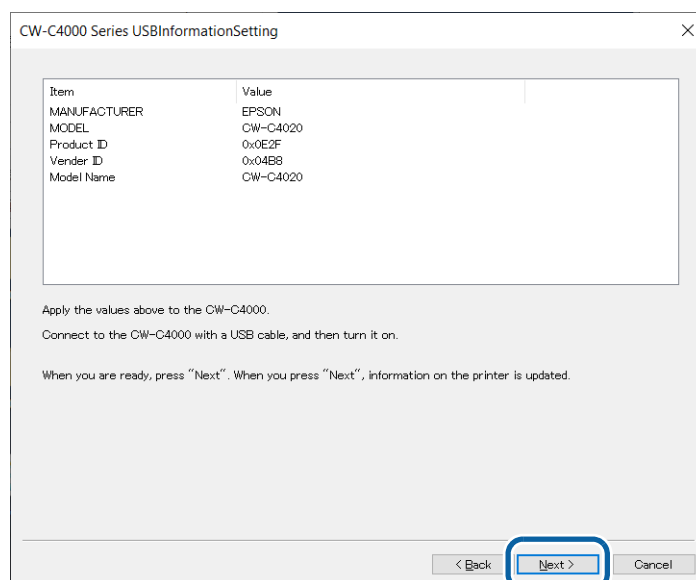 CW-C4000 Series USBInformationSetting
Item Value
MANUFACTURER EPSON
MODEL CW-C4020
Product ID 0x0E2F
Vender ID 0x04B8
Model Name CW-C4020
Apply the values above to the CW-C4000.
Connect to the CW-C4000 with a USB cable, and then turn it on.
When you are ready, press "Next". When you press "Next", information on the printer is updated.
< Back Next > Cancel